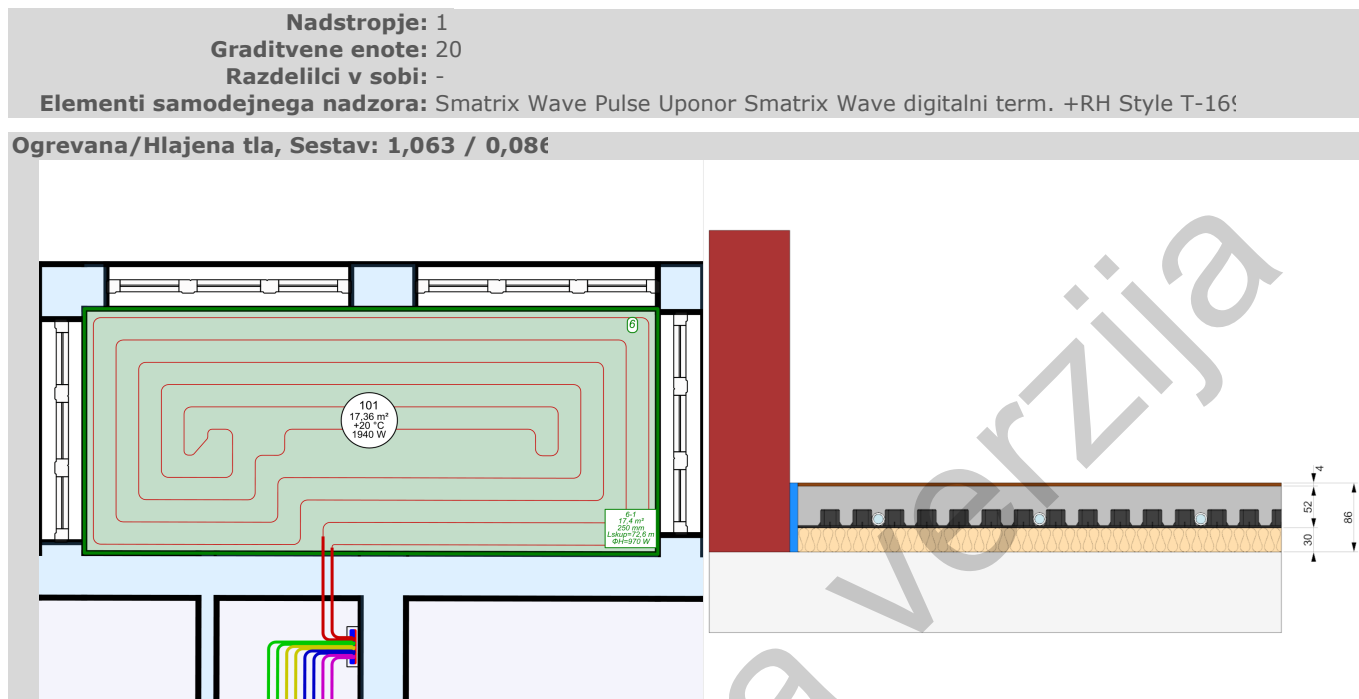 Nadstropje: 1
Graditvene enote: 20
Razdelilci v sobi: -
Elementi samodejnega nadzora: Smatrix Wave Pulse Uponor Smatrix Wave digitalni term. +RH Style T-169
Ogrevana/Hlajena tla, Sestav: 1,063 / 0,086
6
101
17,36 m²
+20 °C
1940 W
6-1
17.4 m²
250 mm
Lskup=72,6 m
ΦH=970 W
4
52
30
86
verzija